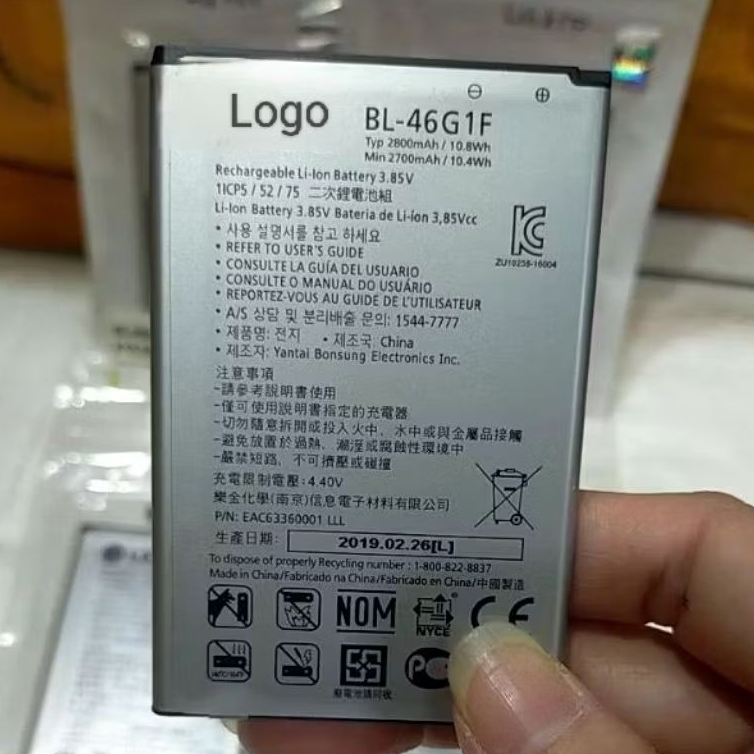 Logo
BL-46G1F
Typ 2800mAh / 10.8Wh
Min 2700mAh / 10.4Wh
Rechargeable Li-Ion Battery 3.85V
1ICP5 / 52 / 75 二次鋰電池組
Li-Ion Battery 3.85V Bateria de Li-ion 3,85Vcc
• 사용 설명서를 참고 하세요
• REFER TO USER'S GUIDE
• CONSULTE LA GUÍA DEL USUARIO
• CONSULTE O MANUAL DO USUÁRIO
• REPORTEZ-VOUS AU GUIDE DE L'UTILISATEUR
• A/S 상담 및 분리배출 문의: 1544-7777
• 제품명: 전지 • 제조국: China
• 제조자: Yantai Bonsung Electronics Inc.
ZU10258-16004
注意事項
-請參考說明書使用
-僅可使用說明書指定的充電器
-切勿隨意拆開或投入火中、水中或與金屬品接觸
-避免放置於過熱、潮溼或腐蝕性環境中
-嚴禁短路、不可擠壓或碰撞
充電限制電壓:4.40V
樂金化學(南京)信息電子材料有限公司
P/N: EAC63360001 LLL
生產日期: 2019.02.26[L]
To dispose of properly Recycling number : 1-800-822-8837
Made in China/Fabricado na China/Fabricado en China/中國製造
NOM
NYCE
CE
廢電池請回收